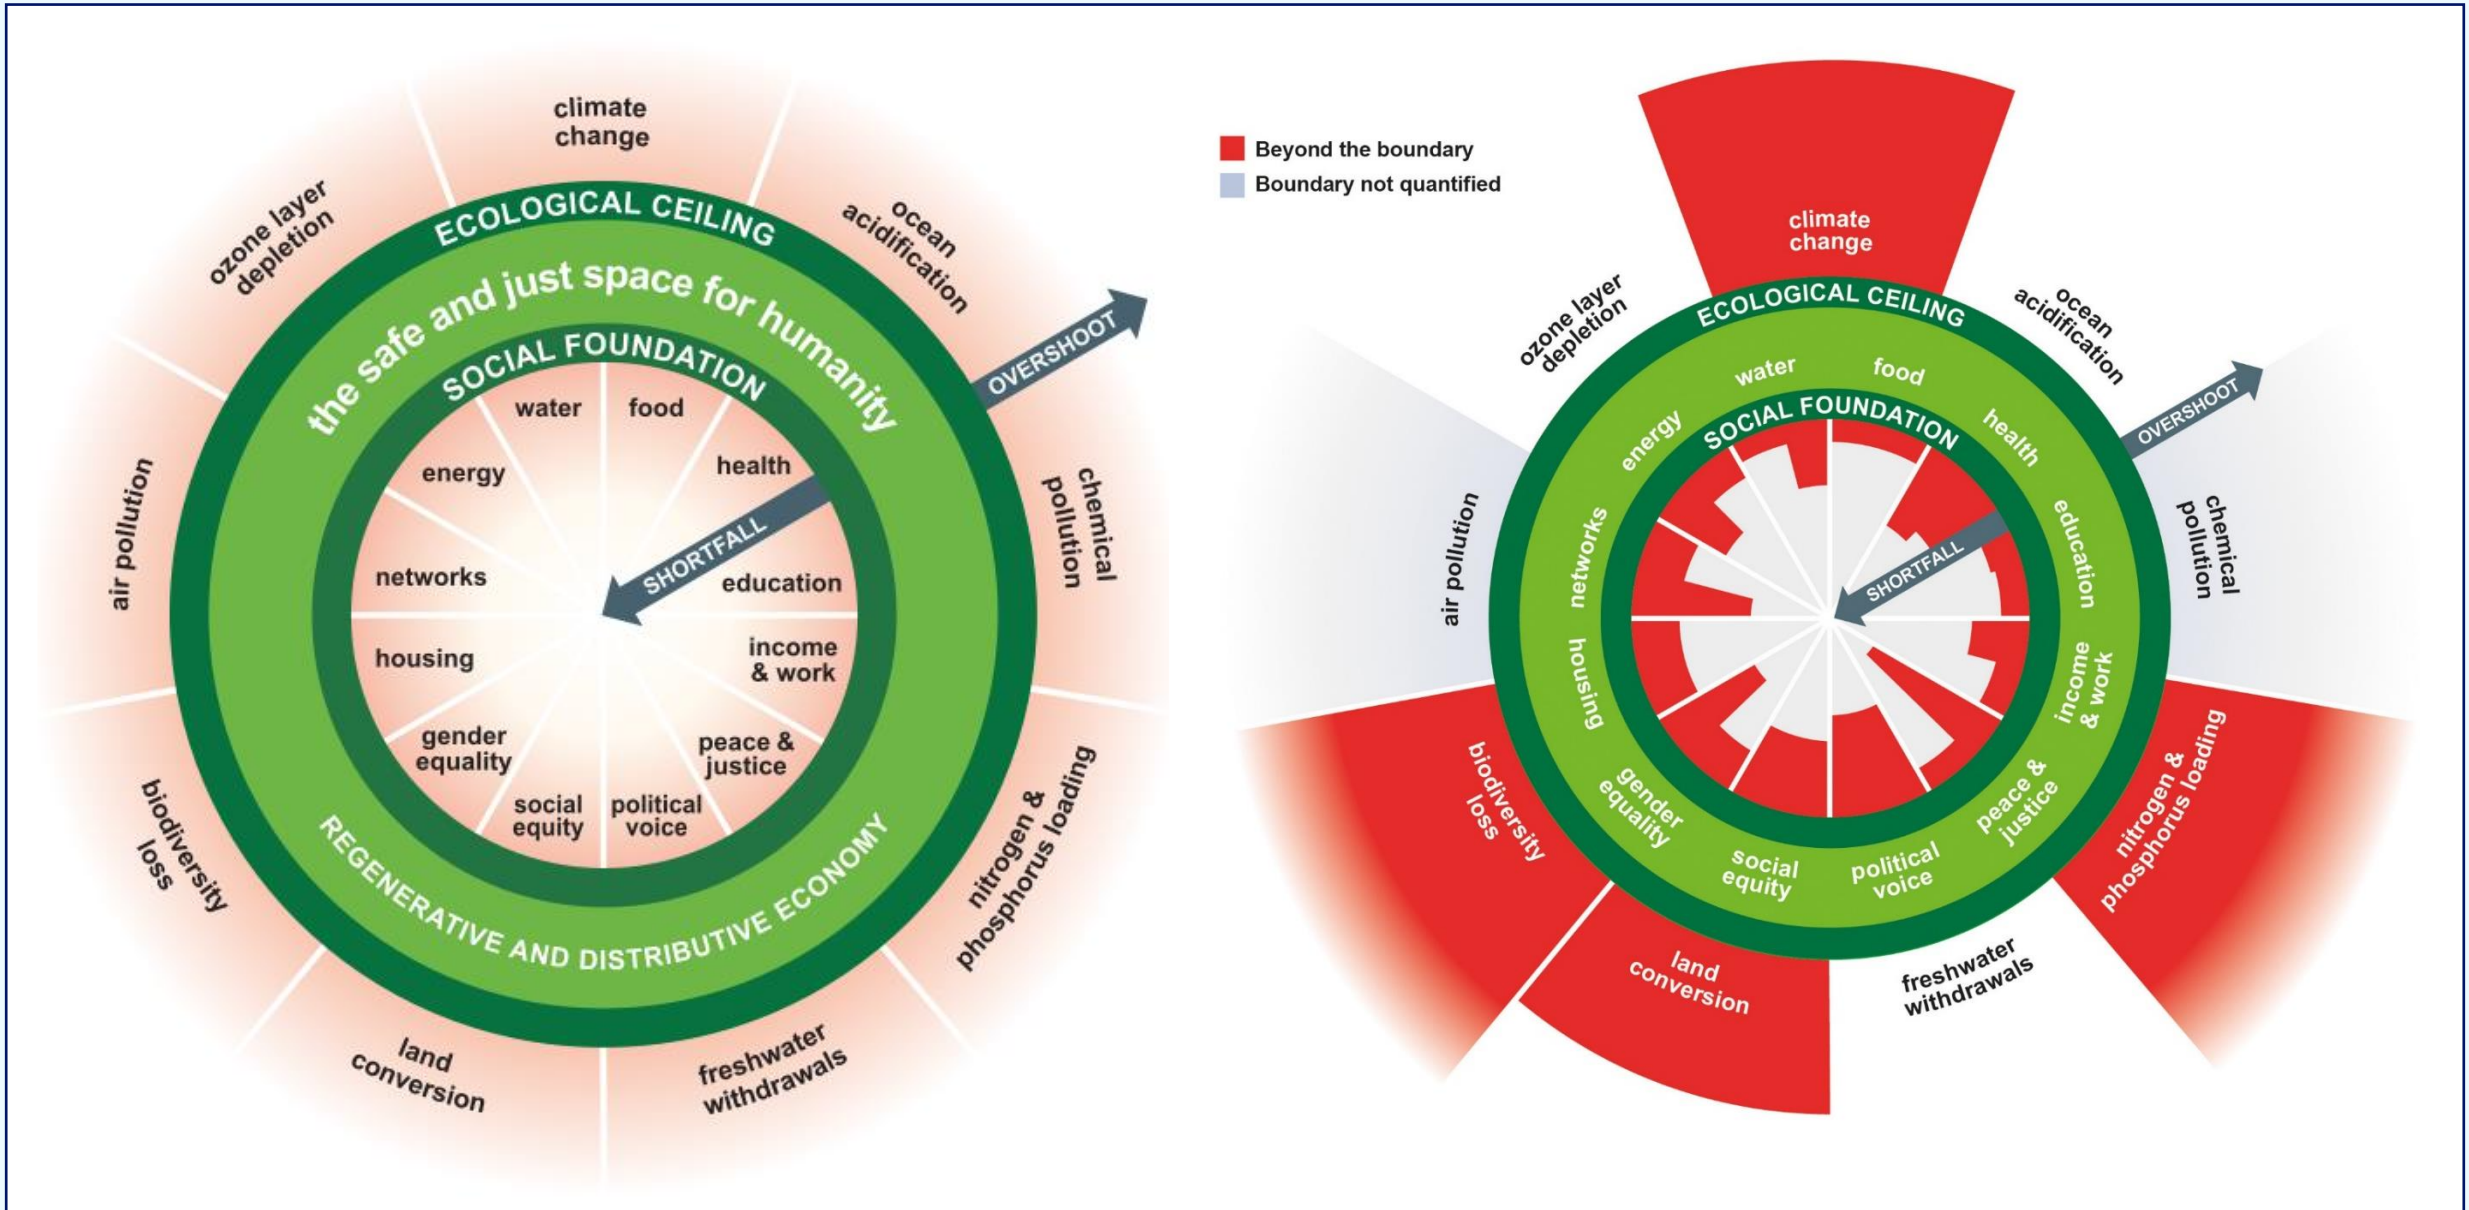 climate
change
ozone layer
depletion
ocean
acidification
ECOLOGICAL CEILING
the safe and just space for humanity
SOCIAL FOUNDATION
OVERSHOOT
water
food
energy
health
SHORTFALL
networks
education
housing
income
& work
gender
equality
peace &
justice
social
equity
political
voice
REGENERATIVE AND DISTRIBUTIVE ECONOMY
air pollution
chemical
pollution
biodiversity
loss
nitrogen &
phosphorus loading
land
conversion
freshwater
withdrawals
Beyond the boundary
Boundary not quantified
climate
change
ozone layer
depletion
ocean
acidification
ECOLOGICAL CEILING
OVERSHOOT
water
food
energy
health
SOCIAL FOUNDATION
SHORTFALL
networks
education
housing
income
& work
gender
equality
peace &
justice
social
equity
political
voice
air pollution
chemical
pollution
biodiversity
loss
nitrogen &
phosphorus loading
land
conversion
freshwater
withdrawals